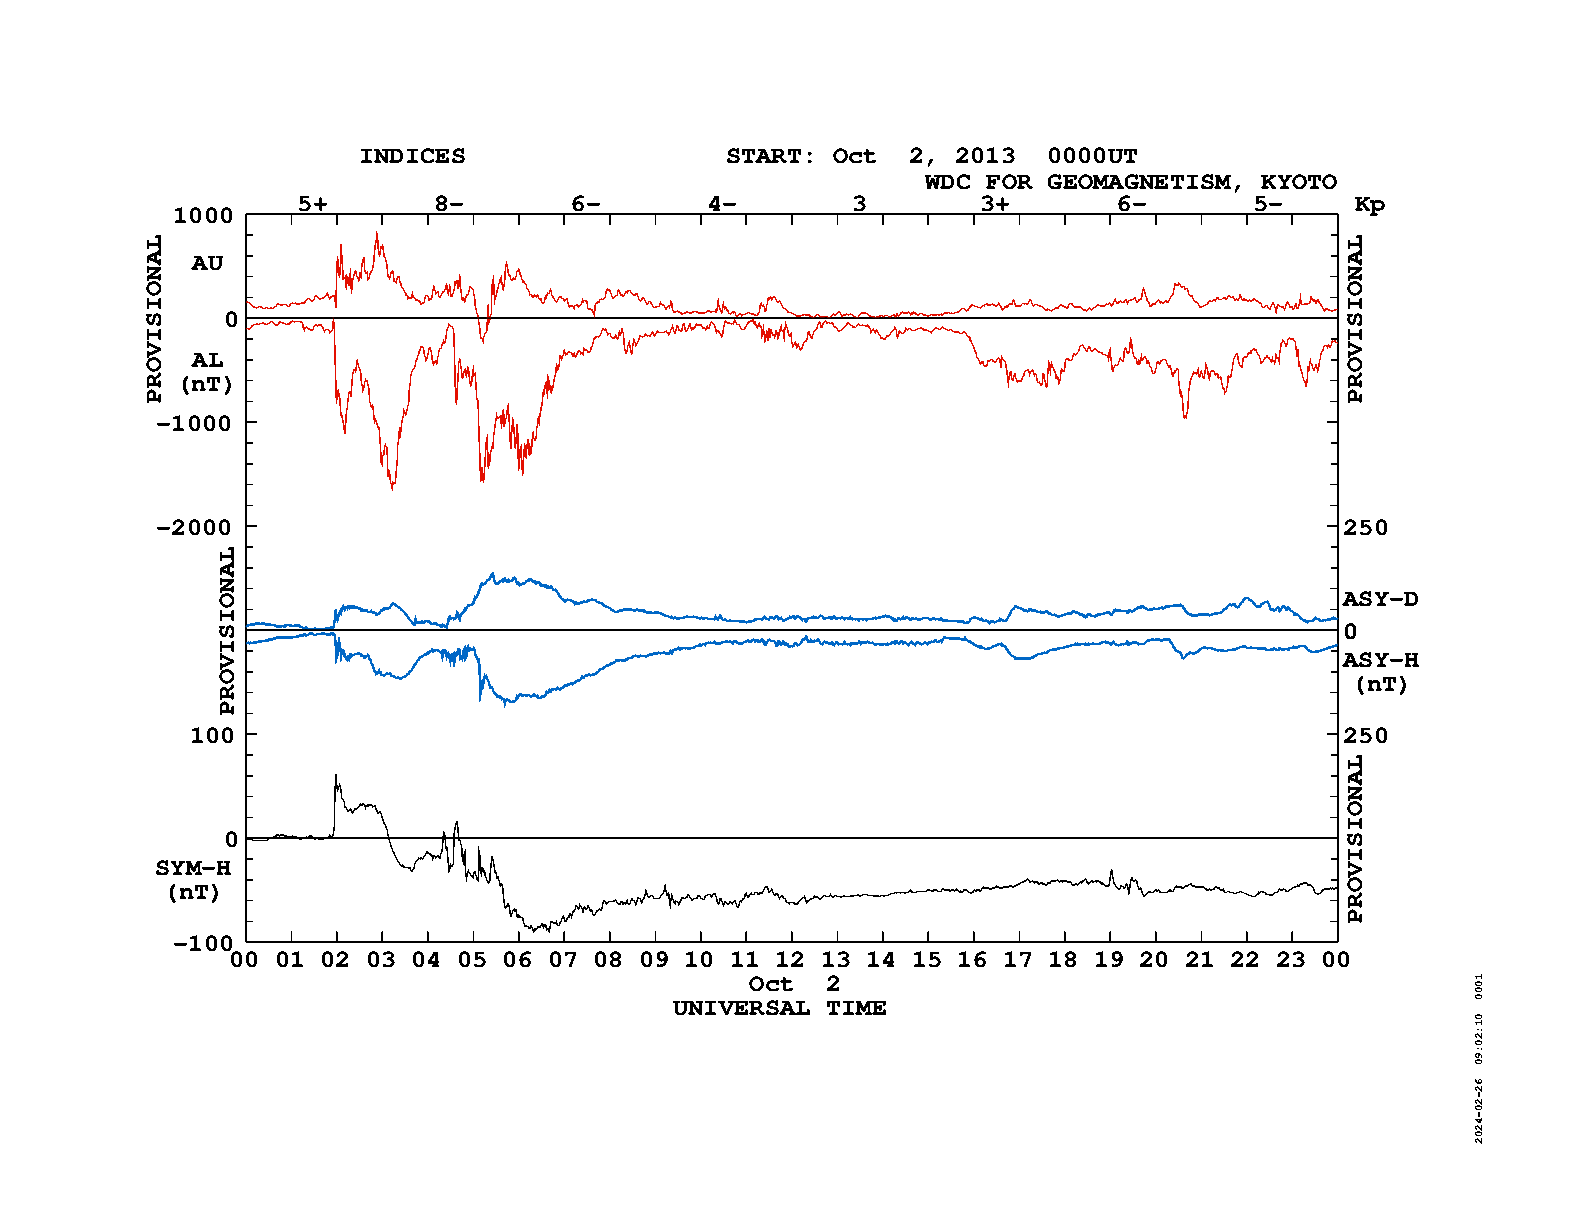 INDICES START: Oct 2, 2013 0000UT
WDC FOR GEOMAGNETISM, KYOTO
5+ 8- 6- 4- 3 3+ 6- 5- Kp
1000
PROVISIONAL
AU
0
AL
(nT)
-1000
-2000
PROVISIONAL
250
PROVISIONAL
ASY-D
0
ASY-H
(nT)
100
250
0
SYM-H
(nT)
PROVISIONAL
-100
00 01 02 03 04 05 06 07 08 09 10 11 12 13 14 15 16 17 18 19 20 21 22 23 00
Oct 2
UNIVERSAL TIME
2024-02-26 09:02:10 0001